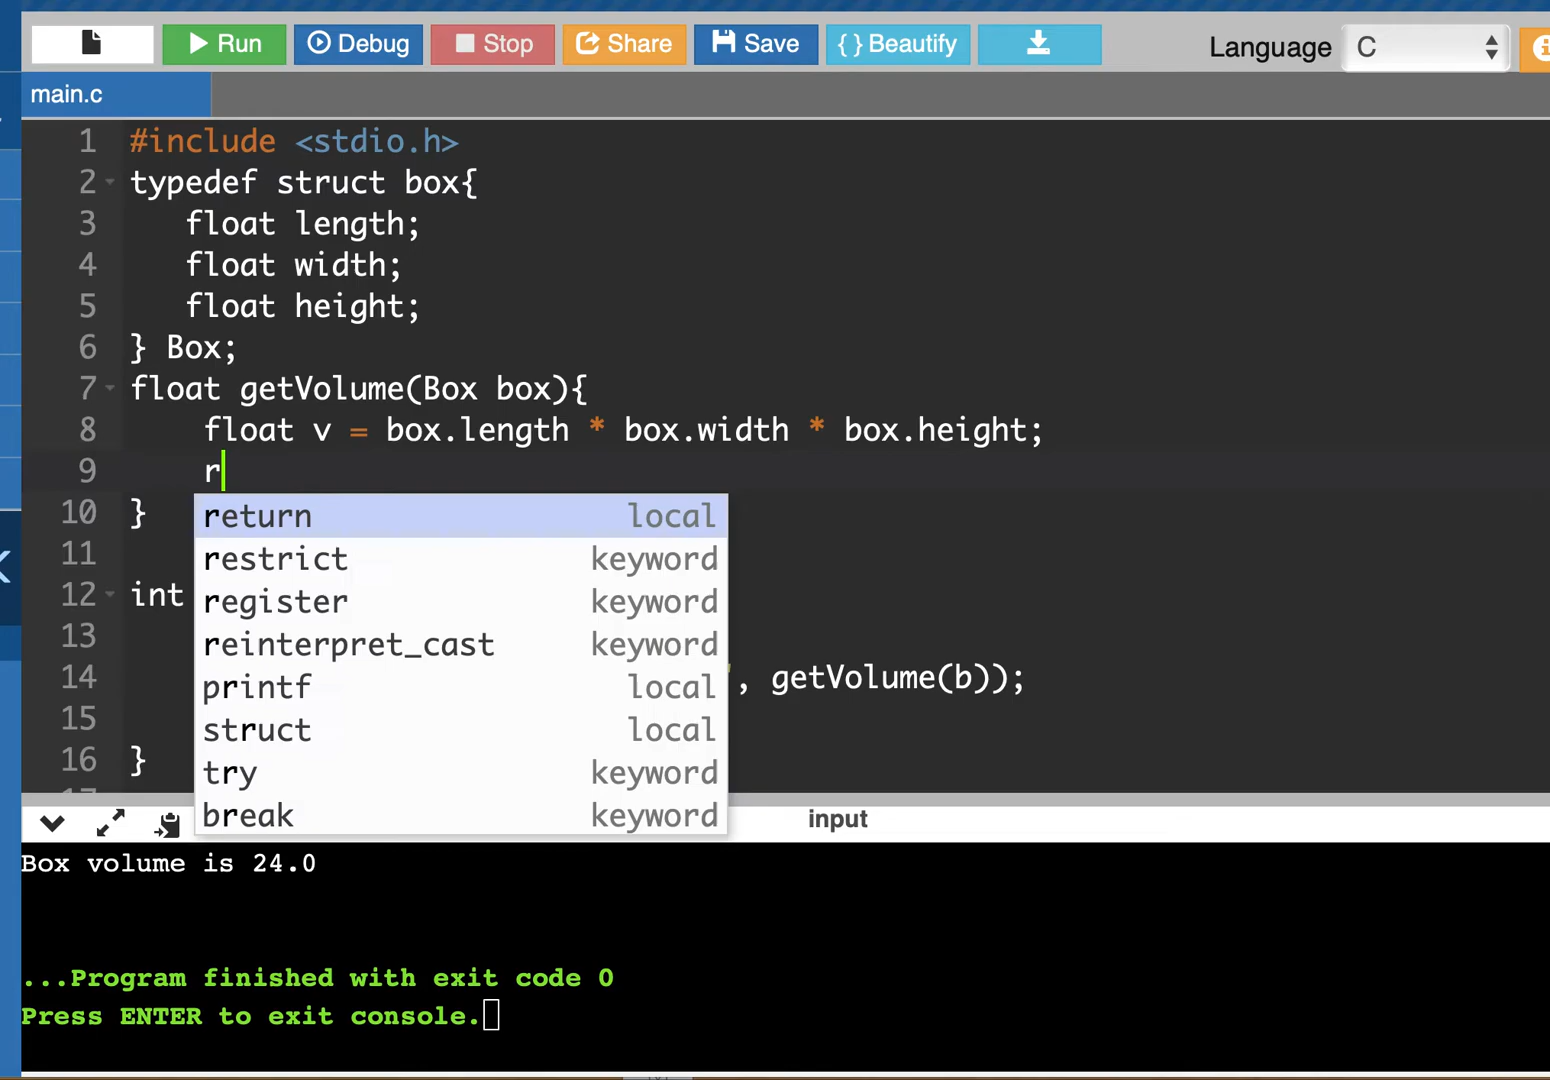 Run Debug Stop Share Save { } Beautify Language C
main.c
1 #include <stdio.h>
2 typedef struct box{
3 float length;
4 float width;
5 float height;
6 } Box;
7 float getVolume(Box box){
8 float v = box.length * box.width * box.height;
9 r
10 }
return local
11
restrict keyword
12 int
register keyword
13
reinterpret_cast keyword
14 ", getVolume(b));
printf local
15
struct local
16 }
try keyword
break keyword
input
Box volume is 24.0
...Program finished with exit code 0
Press ENTER to exit console.